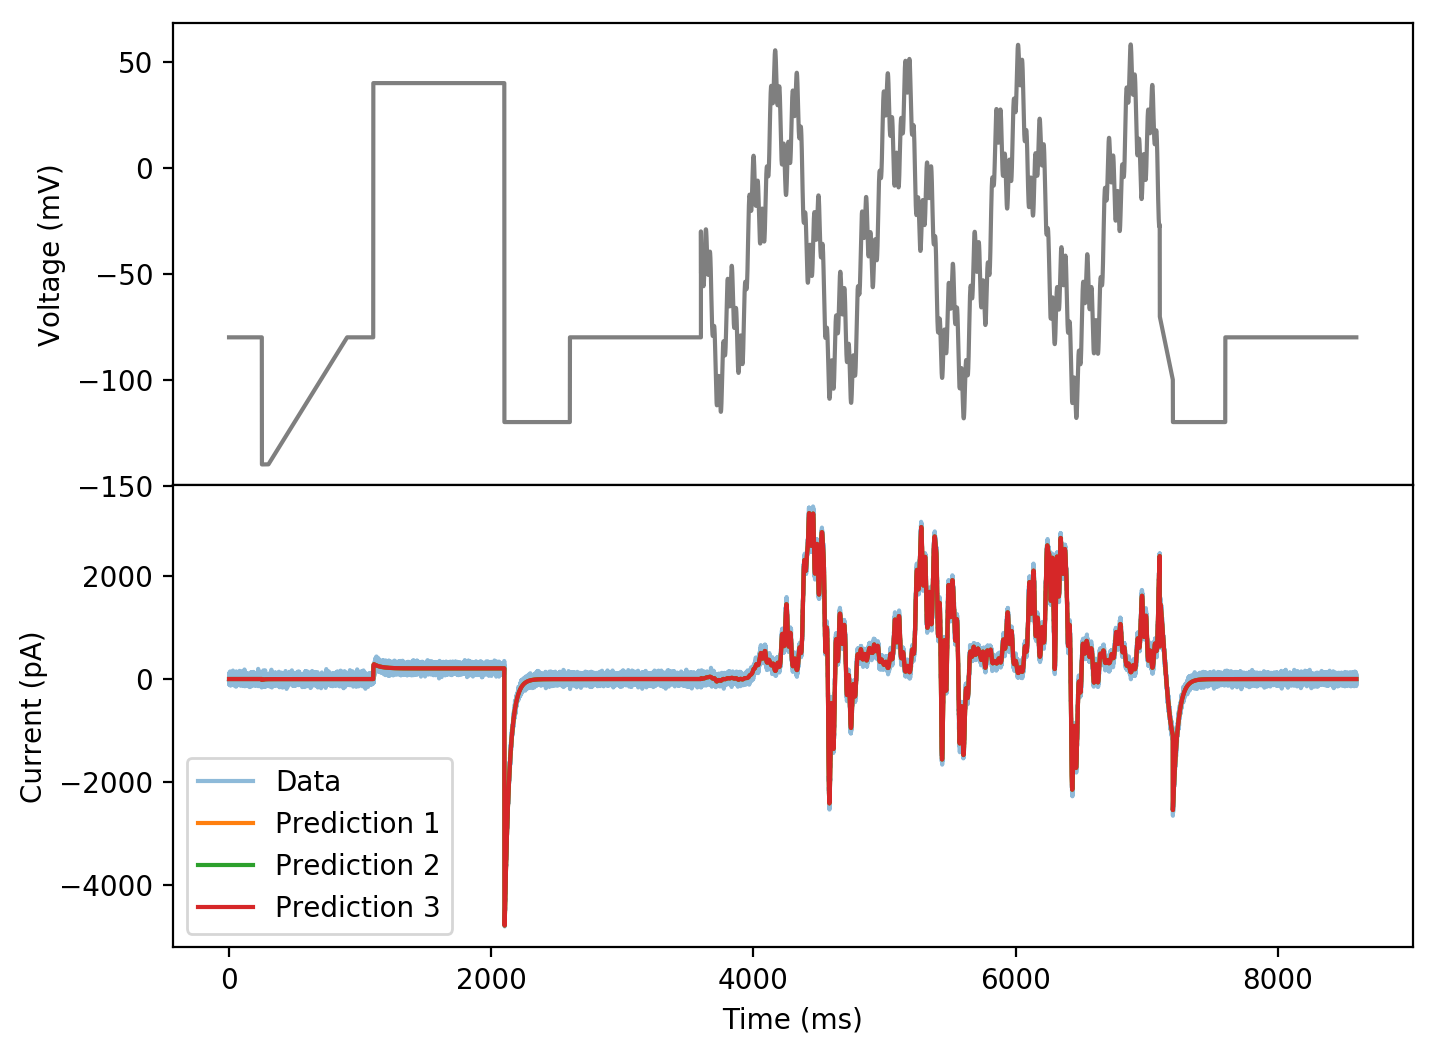 50
0
−50
−100
−150
Voltage (mV)
2000
0
−2000
−4000
Current (pA)
Data
Prediction 1
Prediction 2
Prediction 3
0 2000 4000 6000 8000
Time (ms)